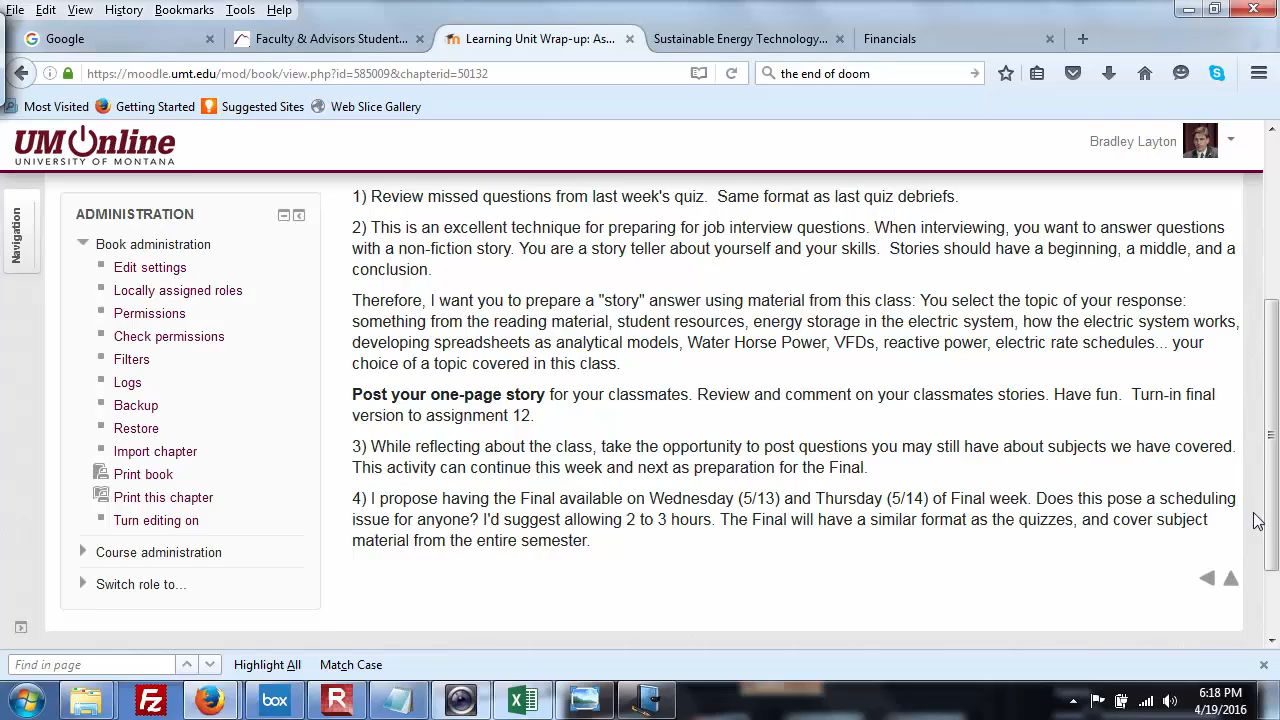 File Edit View History Bookmarks Tools Help
Google
Faculty & Advisors Student...
Learning Unit Wrap-up: As...
Sustainable Energy Technology...
Financials
https://moodle.umt.edu/mod/book/view.php?id=585009&chapterid=50132
the end of doom
Most Visited Getting Started Suggested Sites Web Slice Gallery
UM Online
UNIVERSITY OF MONTANA
Bradley Layton
Navigation
ADMINISTRATION
Book administration
Edit settings
Locally assigned roles
Permissions
Check permissions
Filters
Logs
Backup
Restore
Import chapter
Print book
Print this chapter
Turn editing on
Course administration
Switch role to...
1) Review missed questions from last week's quiz.  Same format as last quiz debriefs.
2) This is an excellent technique for preparing for job interview questions. When interviewing, you want to answer questions
with a non-fiction story. You are a story teller about yourself and your skills.  Stories should have a beginning, a middle, and a
conclusion.
Therefore, I want you to prepare a "story" answer using material from this class: You select the topic of your response:
something from the reading material, student resources, energy storage in the electric system, how the electric system works,
developing spreadsheets as analytical models, Water Horse Power, VFDs, reactive power, electric rate schedules... your
choice of a topic covered in this class.
Post your one-page story for your classmates. Review and comment on your classmates stories. Have fun.  Turn-in final
version to assignment 12.
3) While reflecting about the class, take the opportunity to post questions you may still have about subjects we have covered.
This activity can continue this week and next as preparation for the Final.
4) I propose having the Final available on Wednesday (5/13) and Thursday (5/14) of Final week. Does this pose a scheduling
issue for anyone? I'd suggest allowing 2 to 3 hours. The Final will have a similar format as the quizzes, and cover subject
material from the entire semester.
Find in page
Highlight All
Match Case
box
6:18 PM
4/19/2016